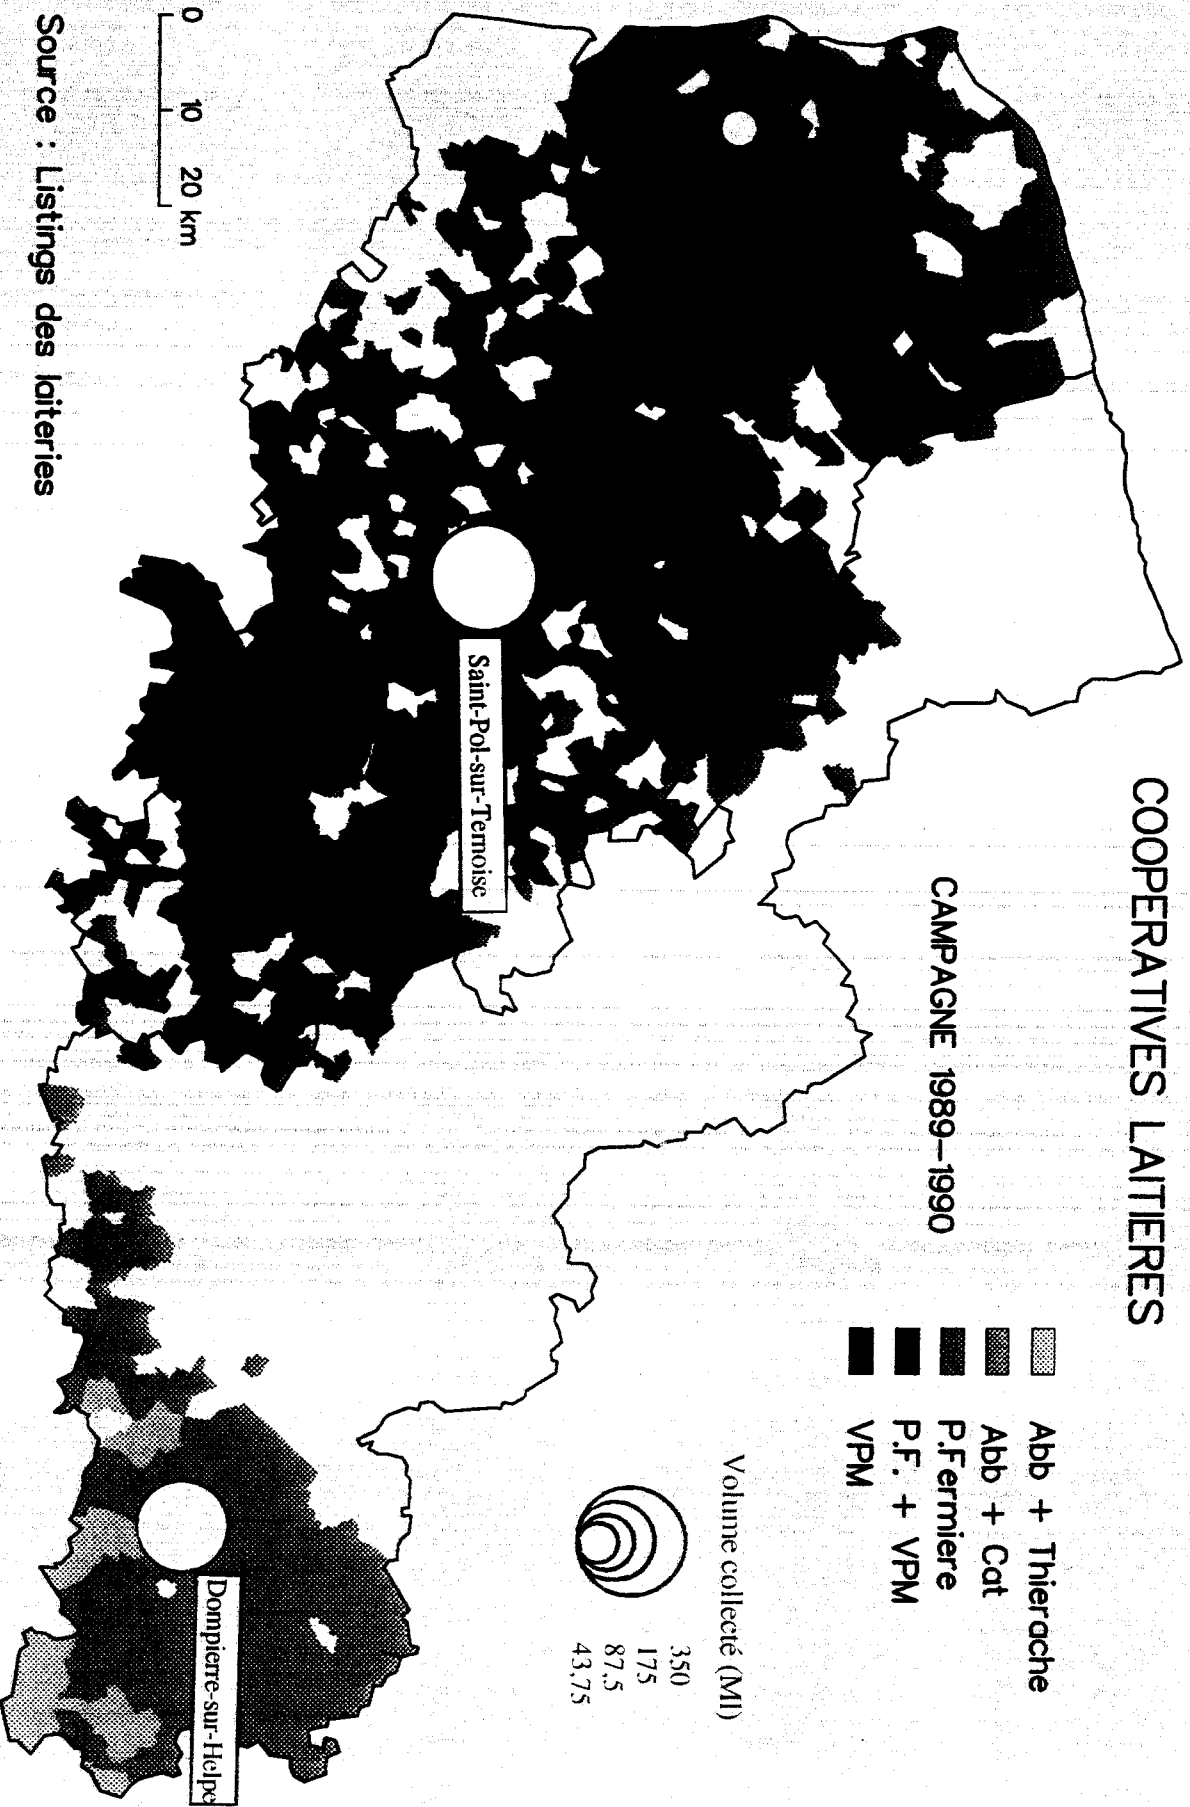 COOPERATIVES LAITIERES
CAMPAGNE 1989-1990
Abb + Thierache
Abb + Cat
P.Fermiere
P.F. + VPM
VPM
Volume collecté (Ml)
350
175
87,5
43,75
Saint-Pol-sur-Ternoise
Dompierre-sur-Helpe
0 10 20 km
Source : Listings des laiteries